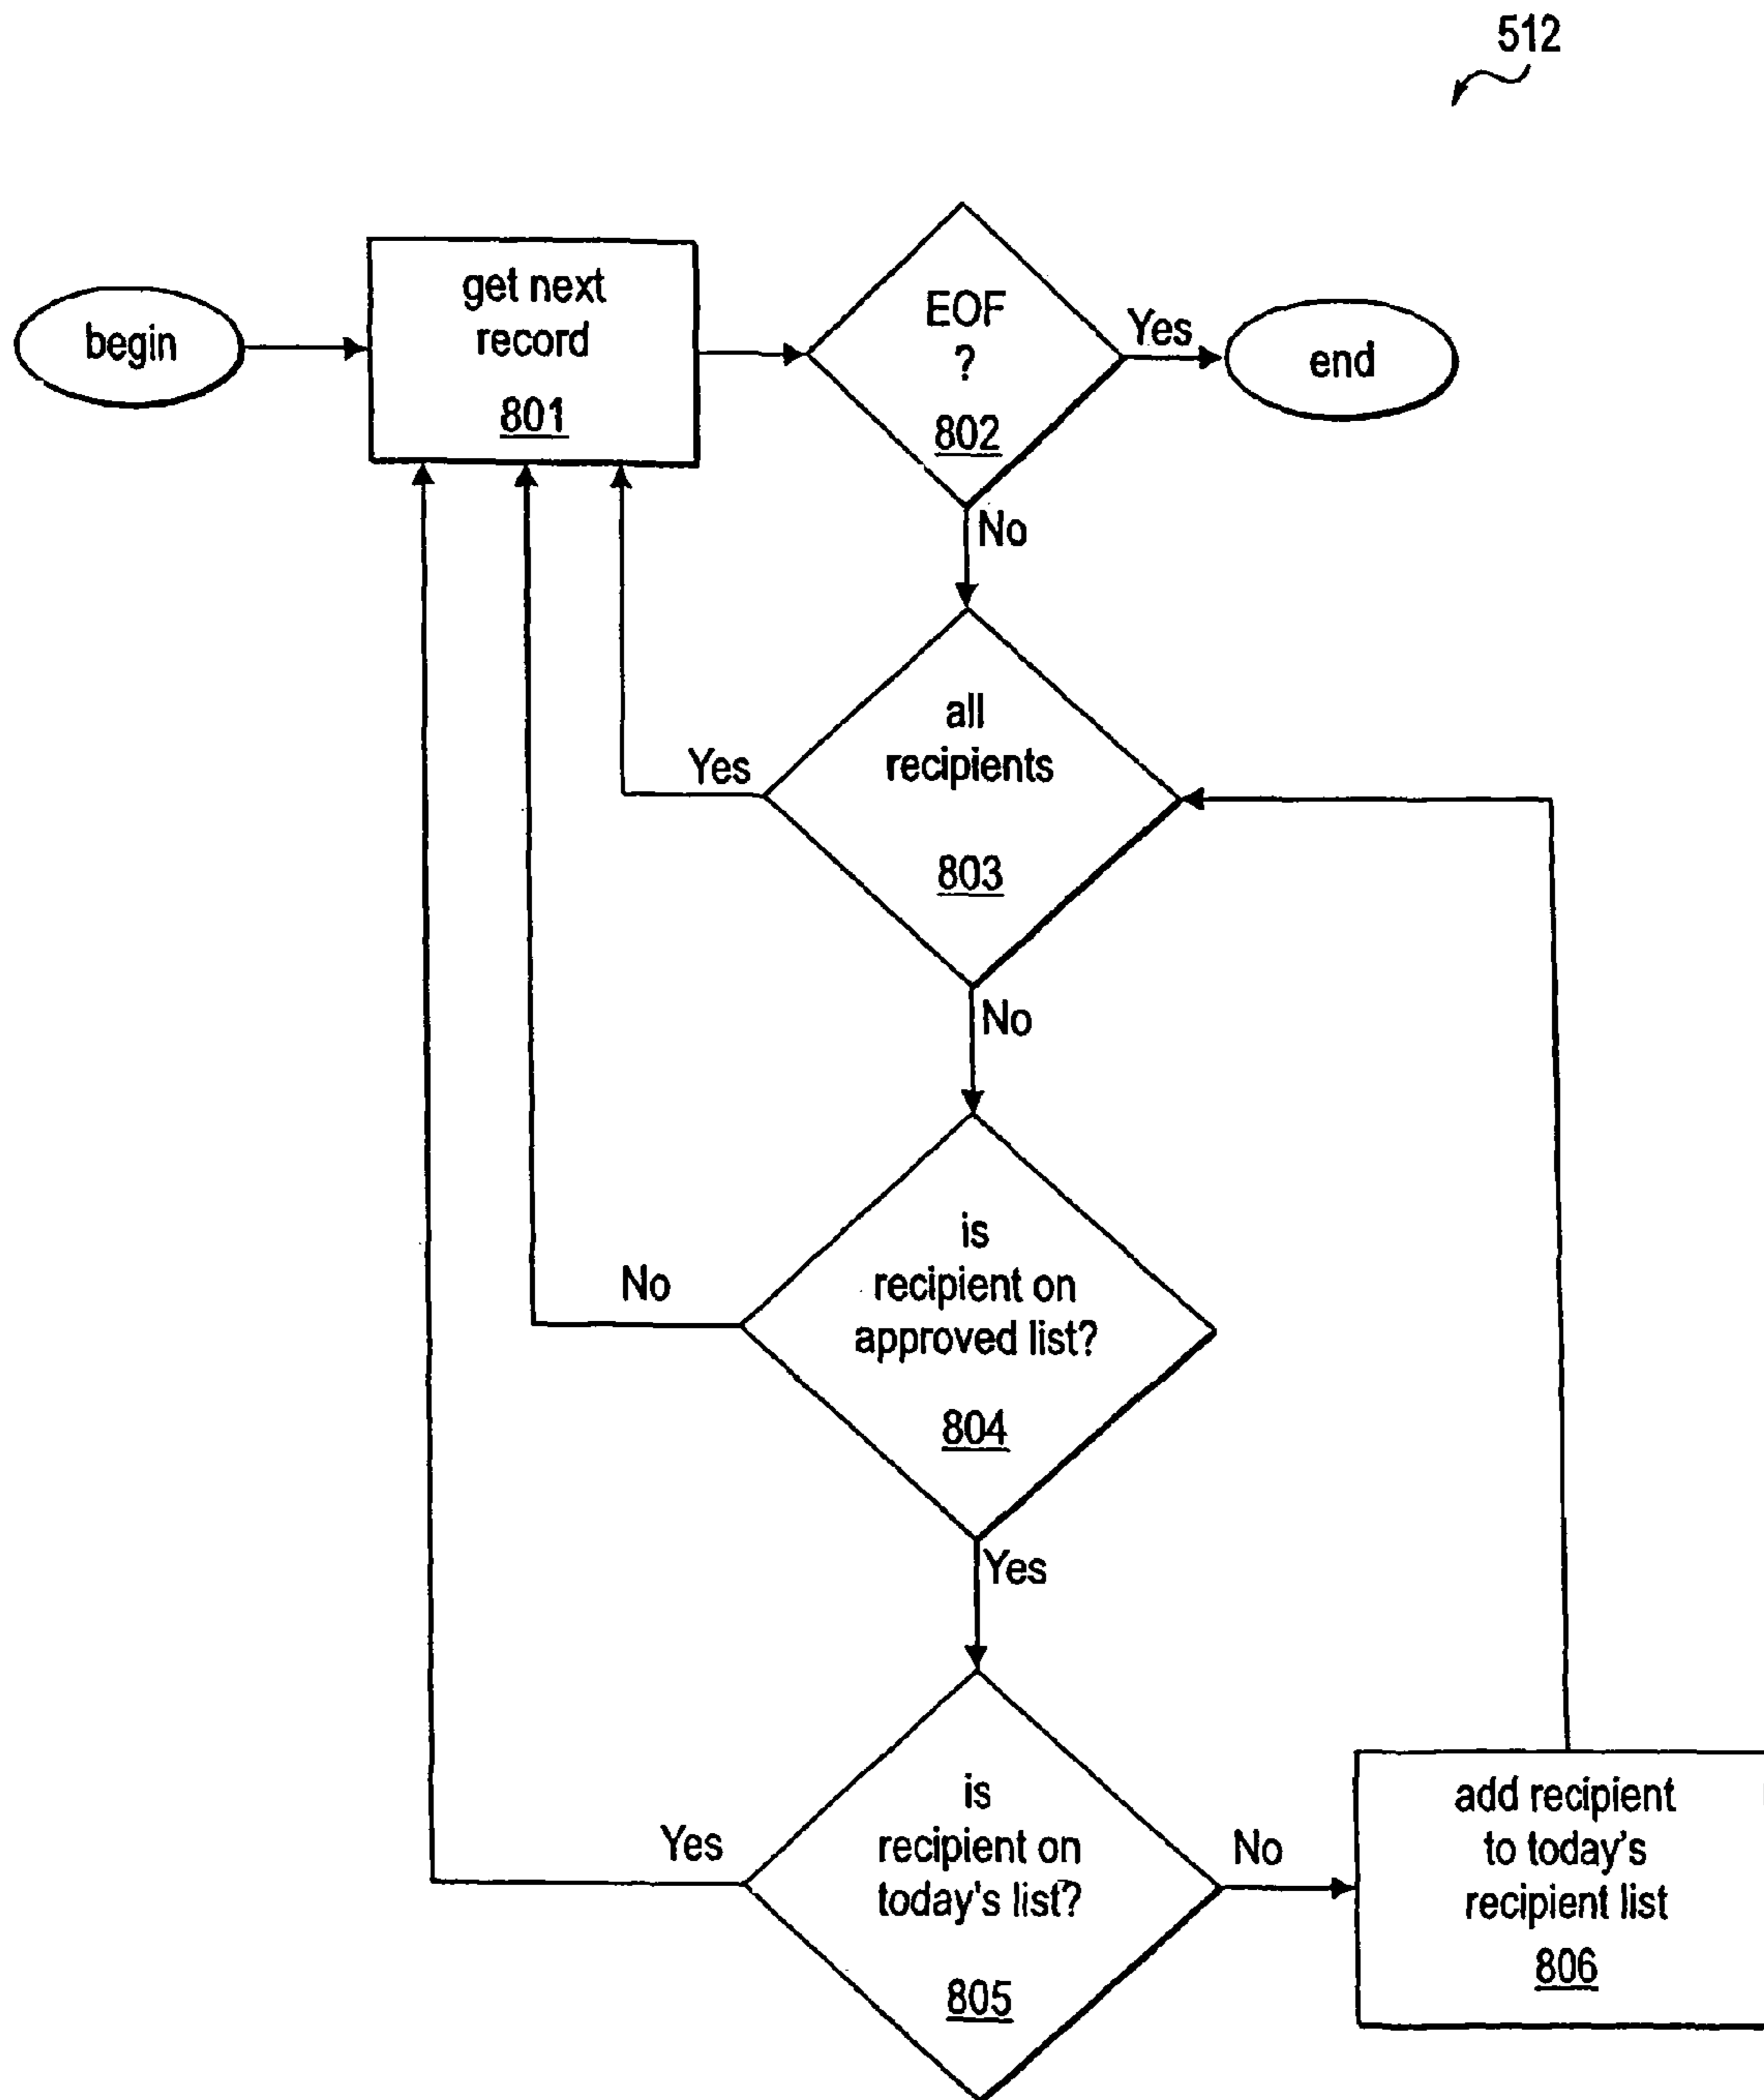 512
begin
get next
record
801
EOF
?
802
Yes
end
No
all
recipients
803
Yes
No
is
recipient on
approved list?
804
No
Yes
is
recipient on
today's list?
805
Yes
No
add recipient
to today's
recipient list
806